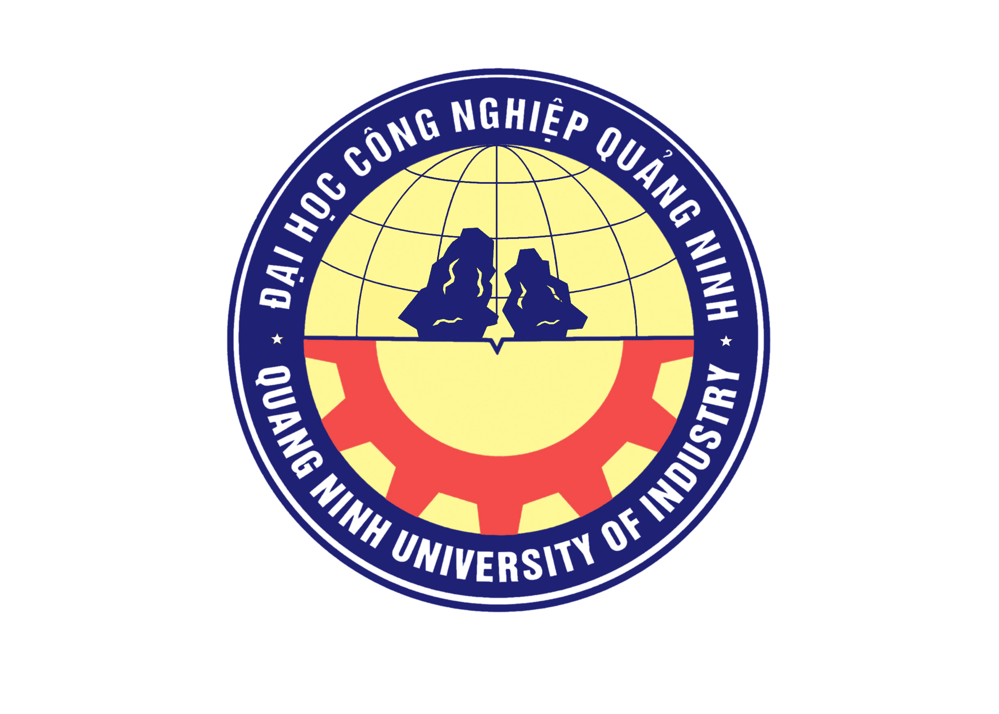 ĐẠI HỌC CÔNG NGHIỆP QUẢNG NINH
QUANG NINH UNIVERSITY OF INDUSTRY